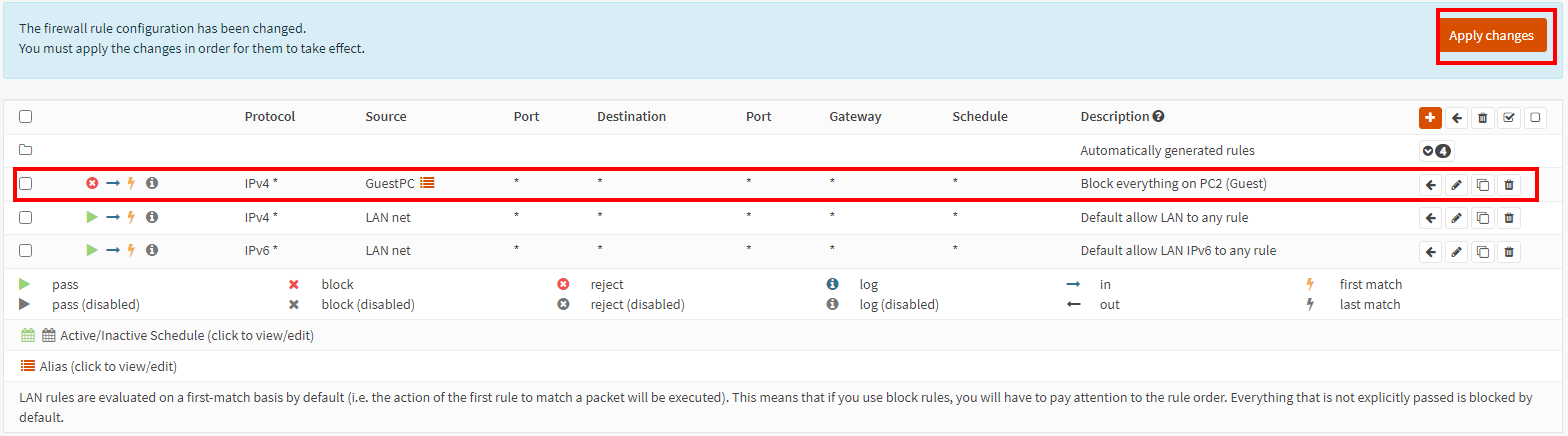 The firewall rule configuration has been changed.
You must apply the changes in order for them to take effect.
Apply changes
Protocol Source Port Destination Port Gateway Schedule Description
Automatically generated rules 4
IPv4 * GuestPC * * * * * Block everything on PC2 (Guest)
IPv4 * LAN net * * * * * Default allow LAN to any rule
IPv6 * LAN net * * * * * Default allow LAN IPv6 to any rule
pass block reject log in first match
pass (disabled) block (disabled) reject (disabled) log (disabled) out last match
Active/Inactive Schedule (click to view/edit)
Alias (click to view/edit)
LAN rules are evaluated on a first-match basis by default (i.e. the action of the first rule to match a packet will be executed). This means that if you use block rules, you will have to pay attention to the rule order. Everything that is not explicitly passed is blocked by
default.